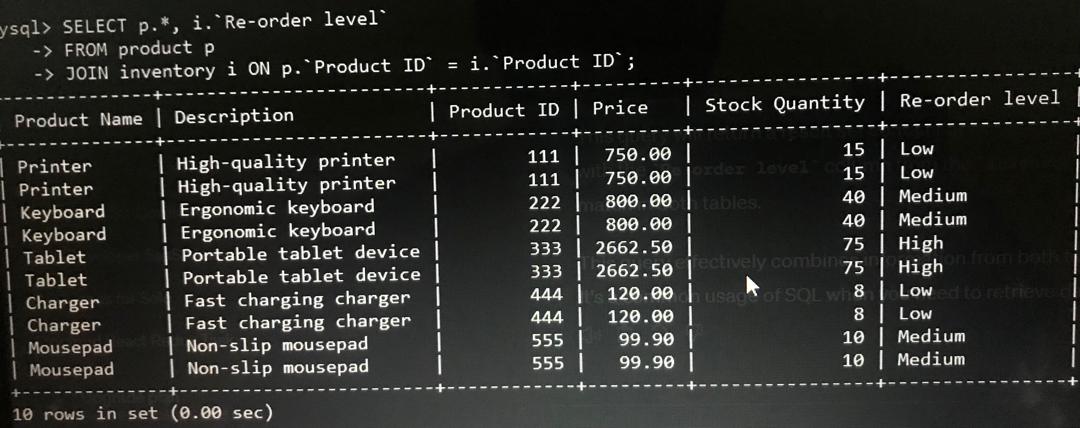 ysql> SELECT p.*, i.`Re-order level`
-> FROM product p
-> JOIN inventory i ON p.`Product ID` = i.`Product ID`;
Product Name | Description | Product ID | Price | Stock Quantity | Re-order level |
| Printer | High-quality printer | 111 | 750.00 | 15 | Low
| Printer | High-quality printer | 111 | 750.00 | 15 | Low
| Keyboard | Ergonomic keyboard | 222 | 800.00 | 40 | Medium
| Keyboard | Ergonomic keyboard | 222 | 800.00 | 40 | Medium
| Tablet | Portable tablet device | 333 | 2662.50 | 75 | High
| Tablet | Portable tablet device | 333 | 2662.50 | 75 | High
| Charger | Fast charging charger | 444 | 120.00 | 8 | Low
| Charger | Fast charging charger | 444 | 120.00 | 8 | Low
| Mousepad | Non-slip mousepad | 555 | 99.90 | 10 | Medium
| Mousepad | Non-slip mousepad | 555 | 99.90 | 10 | Medium
10 rows in set (0.00 sec)